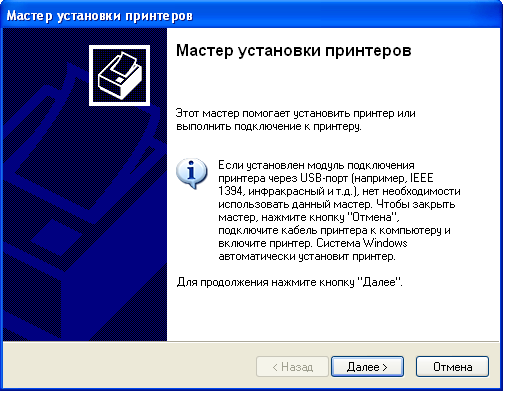 Мастер установки принтеров
Мастер установки принтеров
Этот мастер помогает установить принтер или
выполнить подключение к принтеру.
Если установлен модуль подключения
принтера через USB-порт (например, IEEE
1394, инфракрасный и т.д.), нет необходимости
использовать данный мастер. Чтобы закрыть
мастер, нажмите кнопку "Отмена",
подключите кабель принтера к компьютеру и
включите принтер. Система Windows
автоматически установит принтер.
Для продолжения нажмите кнопку "Далее".
< Назад
Далее >
Отмена